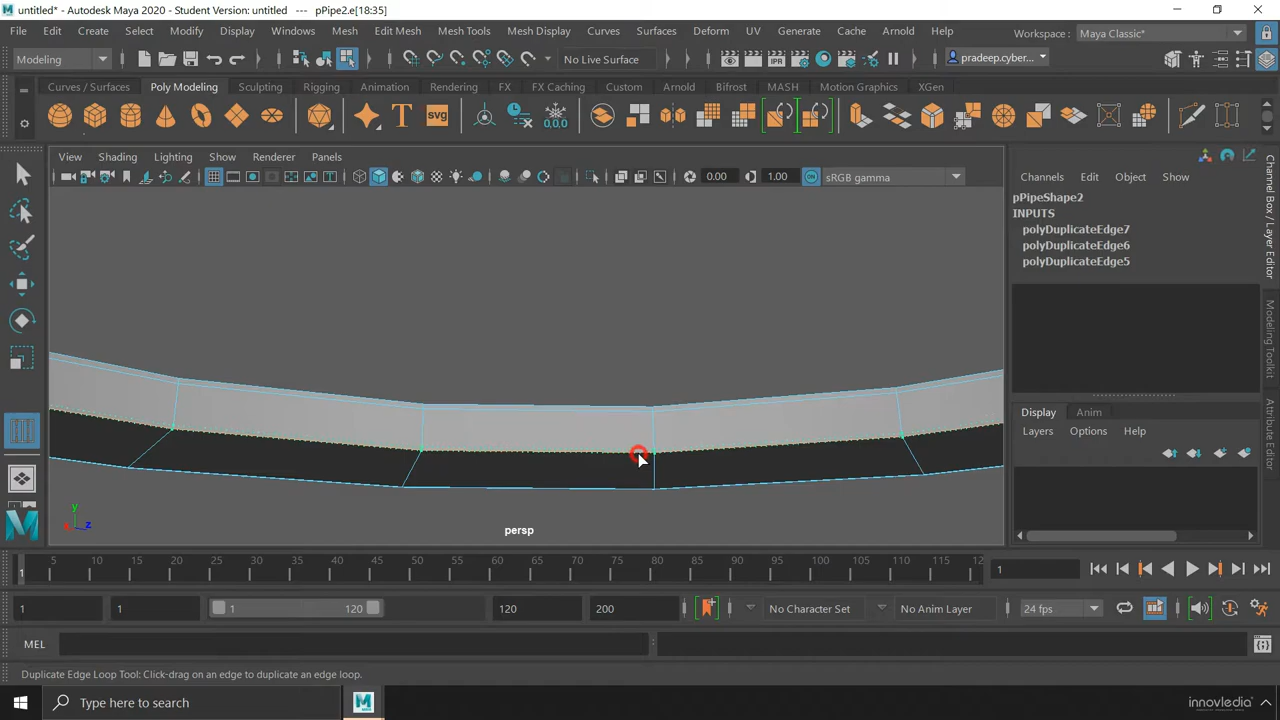 untitled* - Autodesk Maya 2020 - Student Version: untitled --- pPipe2.e[18:35]
File Edit Create Select Modify Display Windows Mesh Edit Mesh Mesh Tools Mesh Display Curves Surfaces Deform UV Generate Cache Arnold Help Workspace : Maya Classic*
Modeling No Live Surface pradeep.cyber...
Curves / Surfaces Poly Modeling Sculpting Rigging Animation Rendering FX FX Caching Custom Arnold Bifrost MASH Motion Graphics XGen
T svg 0,0,0
View Shading Lighting Show Renderer Panels
0.00 1.00 ON sRGB gamma
Channels Edit Object Show
pPipeShape2
INPUTS
polyDuplicateEdge7
polyDuplicateEdge6
polyDuplicateEdge5
Channel Box / Layer Editor
Modeling Toolkit
Attribute Editor
Display Anim
Layers Options Help
y
x z
persp
5 10 15 20 25 30 35 40 45 50 55 60 65 70 75 80 85 90 95 100 105 110 115 12
1 1
1 1 1 120 120 200 No Character Set No Anim Layer 24 fps
MEL
Duplicate Edge Loop Tool: Click-drag on an edge to duplicate an edge loop.
Type here to search innovledia